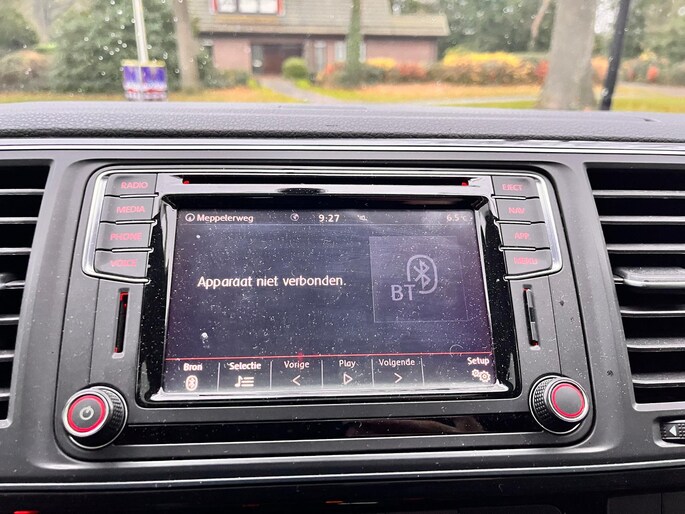 RADIO
MEDIA
PHONE
VOICE
EJECT
NAV
APP
MENU
Meppelerweg 9:27 6.5°C
Apparaat niet verbonden.
BT
Bron Selectie Vorige Play Volgende Setup